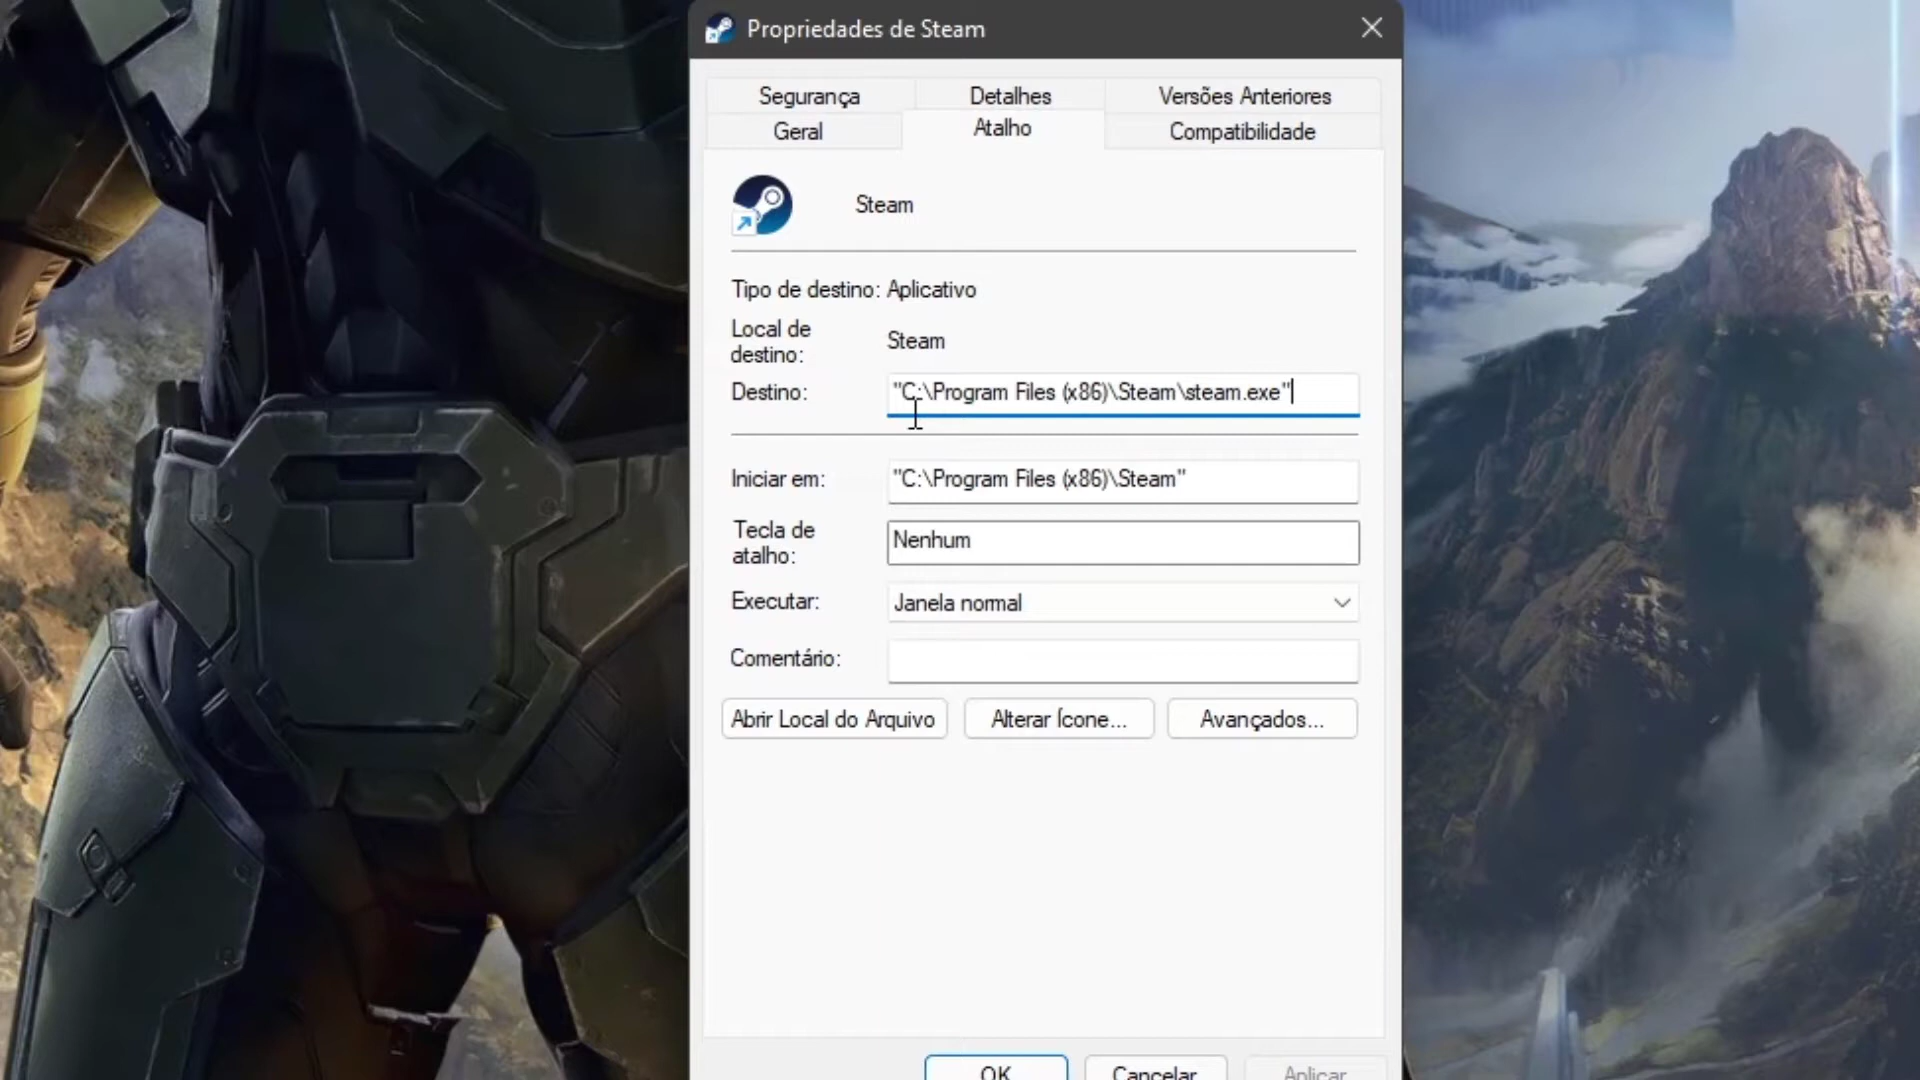 Propriedades de Steam
Segurança
Detalhes
Versões Anteriores
Geral
Atalho
Compatibilidade
Steam
Tipo de destino: Aplicativo
Local de
destino:
Steam
Destino:
"C:\Program Files (x86)\Steam\steam.exe"
Iniciar em:
"C:\Program Files (x86)\Steam"
Tecla de
atalho:
Nenhum
Executar:
Janela normal
Comentário:
Abrir Local do Arquivo
Alterar Ícone...
Avançados...
OK
Cancelar
Aplicar